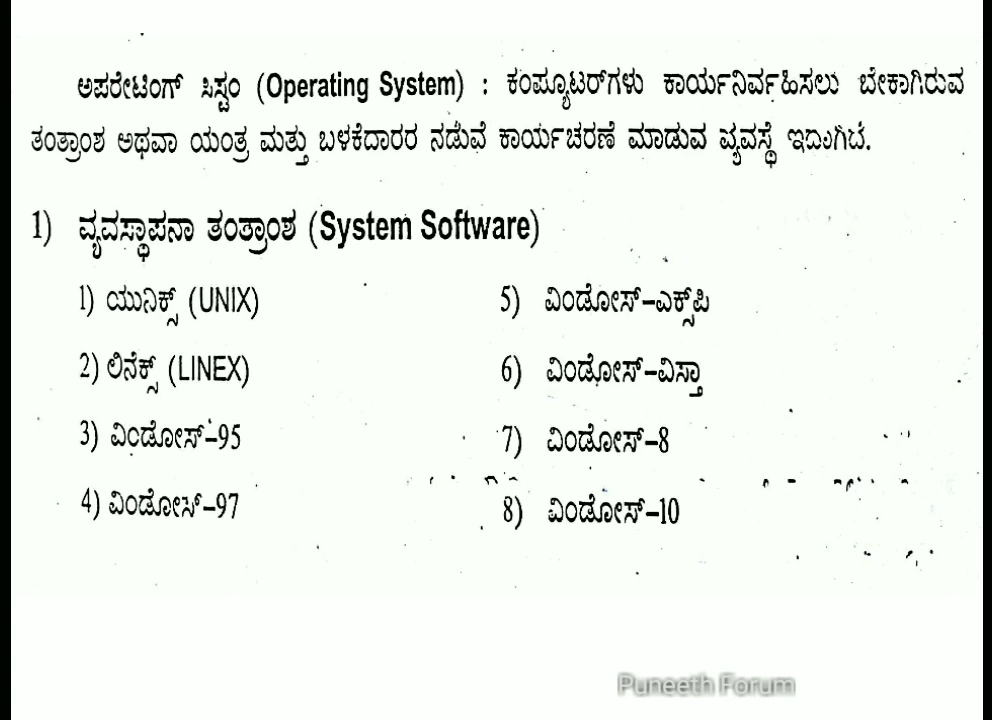 ಅಪರೇಟಿಂಗ್ ಸಿಸ್ಟಂ (Operating System) : ಕಂಪ್ಯೂಟರ್‌ಗಳು ಕಾರ್ಯನಿರ್ವಹಿಸಲು ಬೇಕಾಗಿರುವ
ತಂತ್ರಾಂಶ ಅಥವಾ ಯಂತ್ರ ಮತ್ತು ಬಳಕೆದಾರರ ನಡುವೆ ಕಾರ್ಯಚರಣೆ ಮಾಡುವ ವ್ಯವಸ್ಥೆ ಇದಾಗಿದೆ.
1) ವ್ಯವಸ್ಥಾಪನಾ ತಂತ್ರಾಂಶ (System Software)
1) ಯುನಿಕ್ಸ್ (UNIX)
2) ಲಿನೆಕ್ಸ್ (LINEX)
3) ವಿಂಡೋಸ್-95
4) ವಿಂಡೋಸ್-97
5) ವಿಂಡೋಸ್-ಎಕ್ಸ್‌ಪಿ
6) ವಿಂಡೋಸ್-ವಿಸ್ತಾ
7) ವಿಂಡೋಸ್-8
8) ವಿಂಡೋಸ್-10
Puneeth Forum